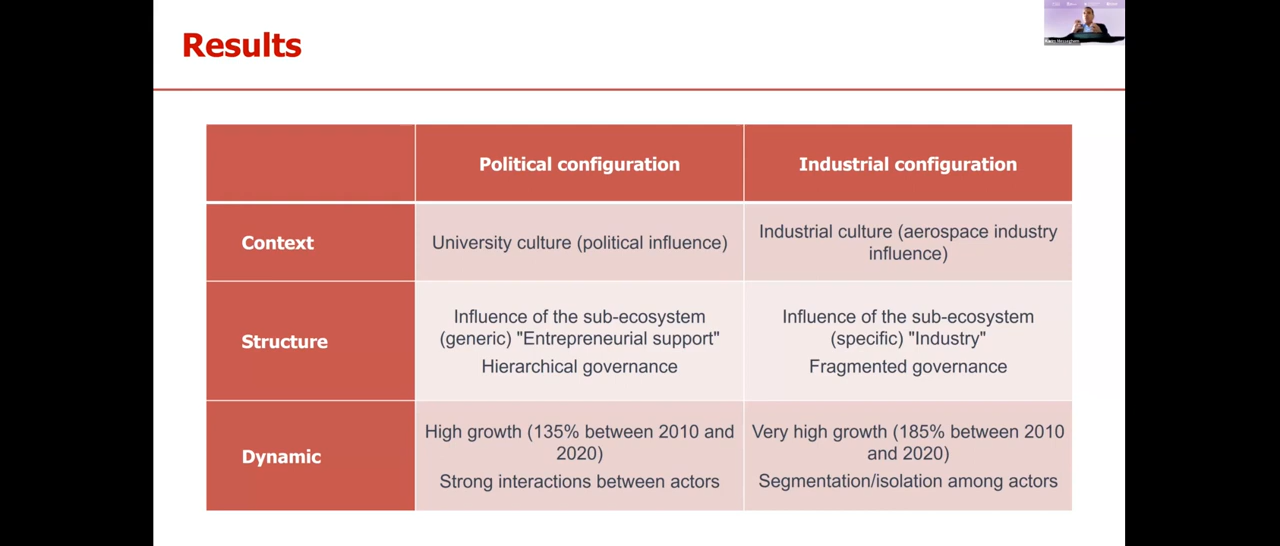 Results
Political configuration
Industrial configuration
Context
University culture (political influence)
Industrial culture (aerospace industry
influence)
Structure
Influence of the sub-ecosystem
(generic) "Entrepreneurial support"
Hierarchical governance
Influence of the sub-ecosystem
(specific) "Industry"
Fragmented governance
Dynamic
High growth (135% between 2010 and
2020)
Strong interactions between actors
Very high growth (185% between 2010
and 2020)
Segmentation/isolation among actors